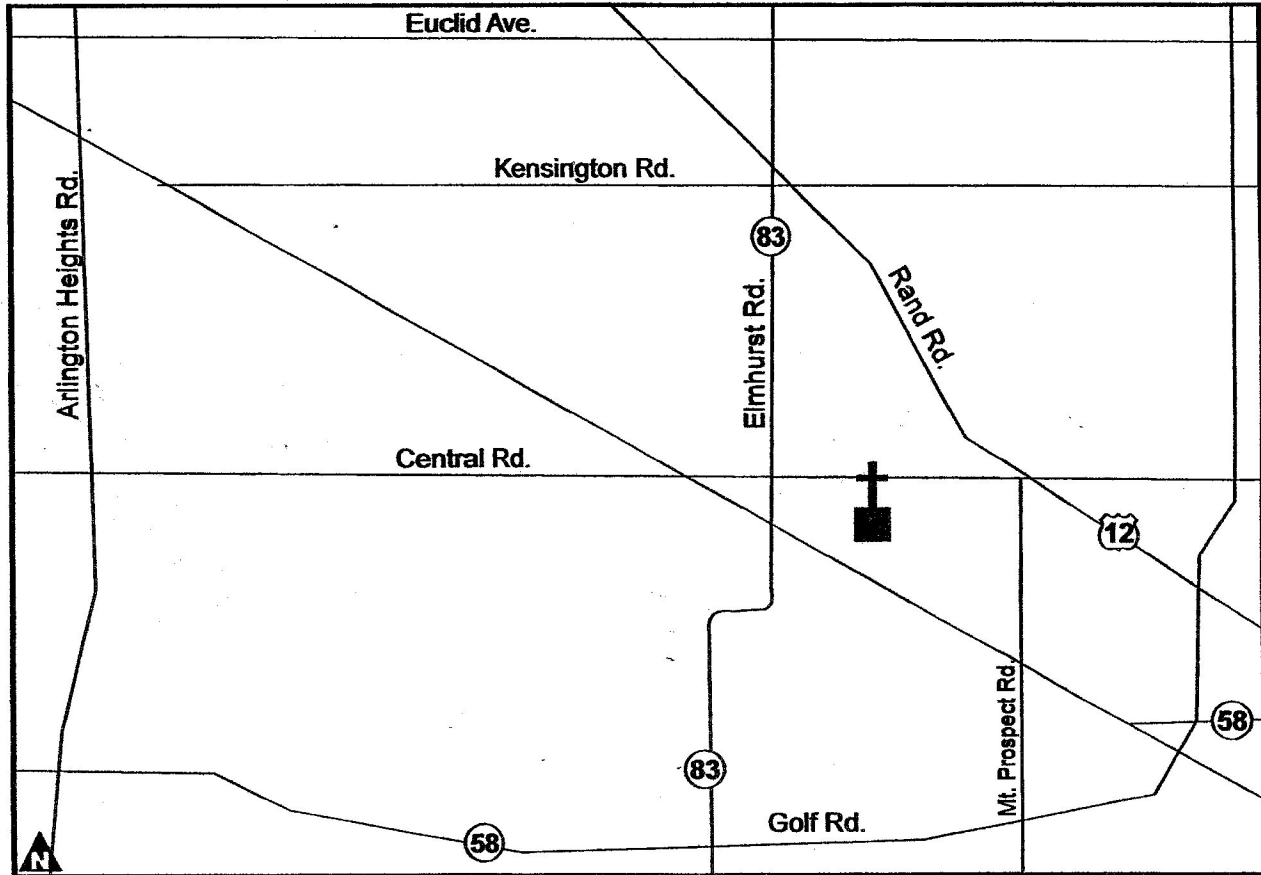 Euclid Ave.
Kensington Rd.
83
Arlington Heights Rd.
Elmhurst Rd.
Rand Rd.
Central Rd.
12
58
Mt. Prospect Rd.
83
Golf Rd.
58
N